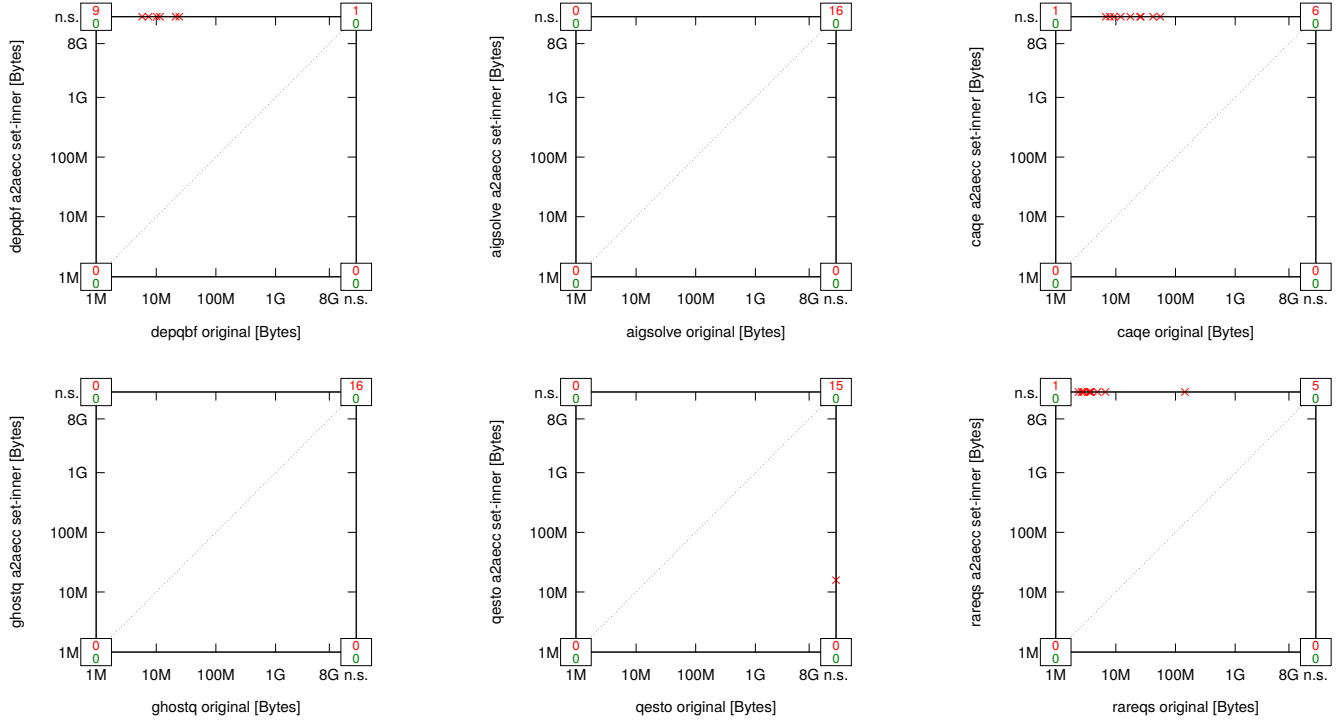 depqbf a2aecc set-inner [Bytes]
n.s.
8G
1G
100M
10M
1M
9
0
1
0
0
0
0
0
1M 10M 100M 1G 8G n.s.
depqbf original [Bytes]
aigsolve a2aecc set-inner [Bytes]
n.s.
8G
1G
100M
10M
1M
0
0
16
0
0
0
0
0
1M 10M 100M 1G 8G n.s.
aigsolve original [Bytes]
caqe a2aecc set-inner [Bytes]
n.s.
8G
1G
100M
10M
1M
1
0
6
0
0
0
0
0
1M 10M 100M 1G 8G n.s.
caqe original [Bytes]
ghostq a2aecc set-inner [Bytes]
n.s.
8G
1G
100M
10M
1M
0
0
16
0
0
0
0
0
1M 10M 100M 1G 8G n.s.
ghostq original [Bytes]
qesto a2aecc set-inner [Bytes]
n.s.
8G
1G
100M
10M
1M
0
0
15
0
0
0
0
0
1M 10M 100M 1G 8G n.s.
qesto original [Bytes]
rareqs a2aecc set-inner [Bytes]
n.s.
8G
1G
100M
10M
1M
1
0
5
0
0
0
0
0
1M 10M 100M 1G 8G n.s.
rareqs original [Bytes]